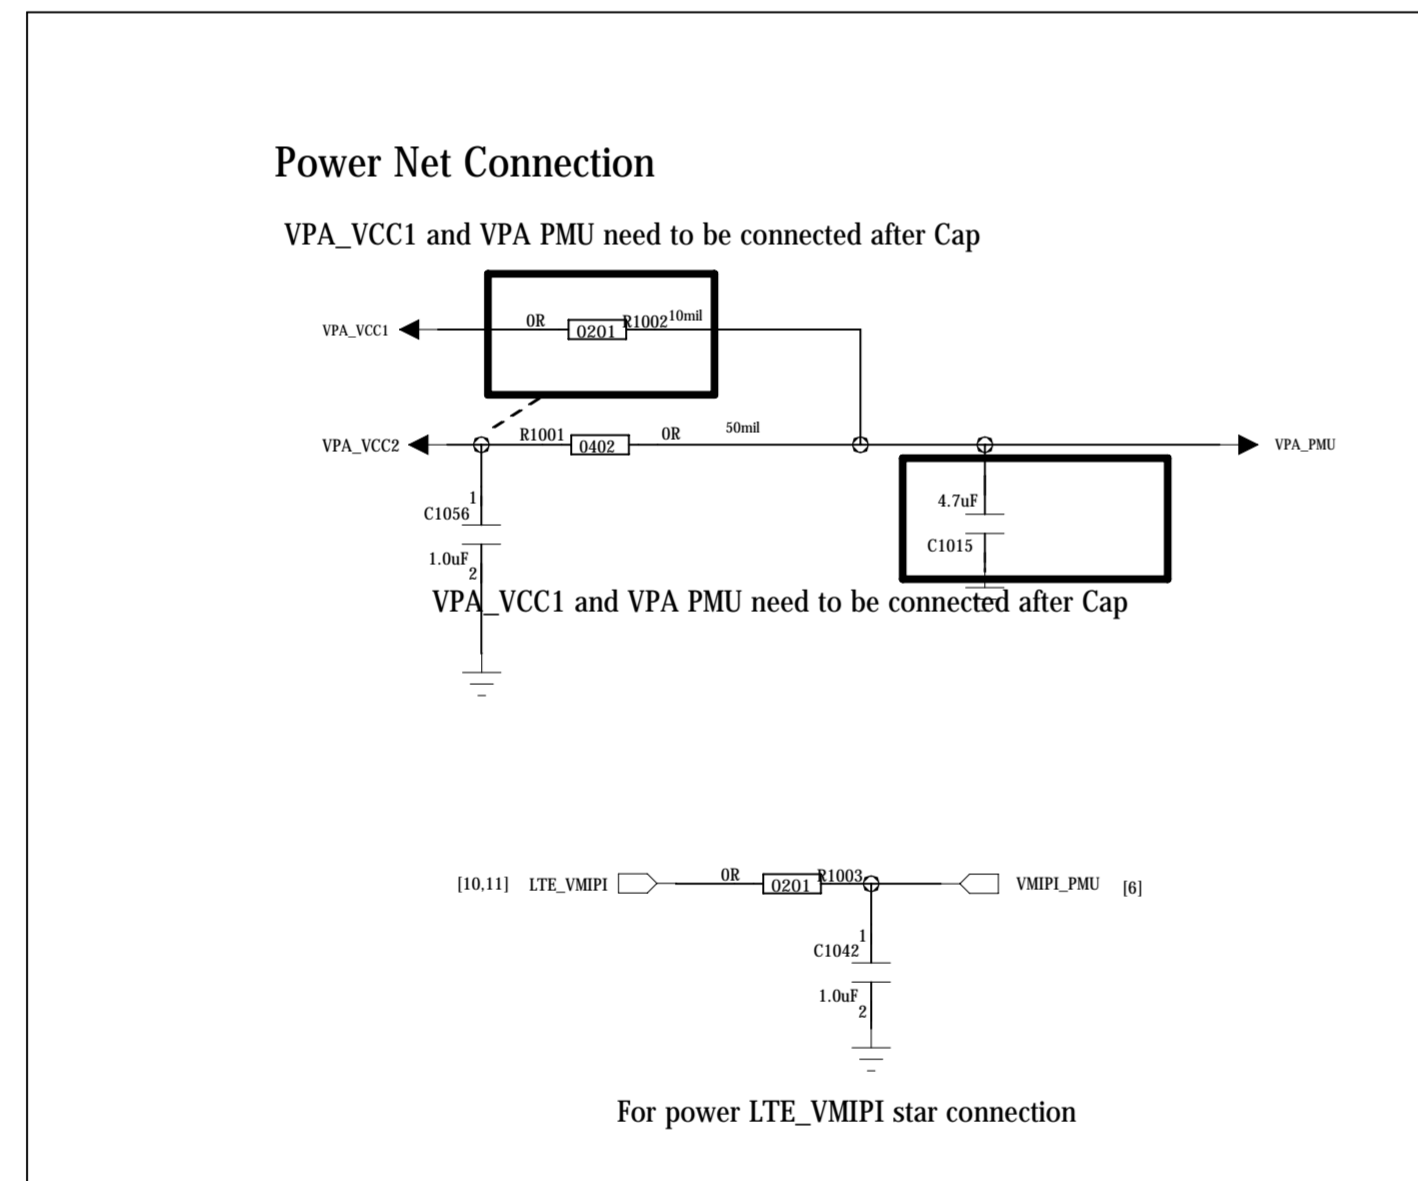 Power Net Connection
VPA_VCC1 and VPA PMU need to be connected after Cap
VPA_VCC1
0R
0201
R1002
10mil
VPA_VCC2
R1001
0402
0R
50mil
VPA_PMU
1
C1056
1.0uF
2
4.7uF
C1015
VPA_VCC1 and VPA PMU need to be connected after Cap
[10,11]
LTE_VMIPI
0R
0201
R1003
VMIPI_PMU
[6]
1
C1042
1.0uF
2
For power LTE_VMIPI star connection